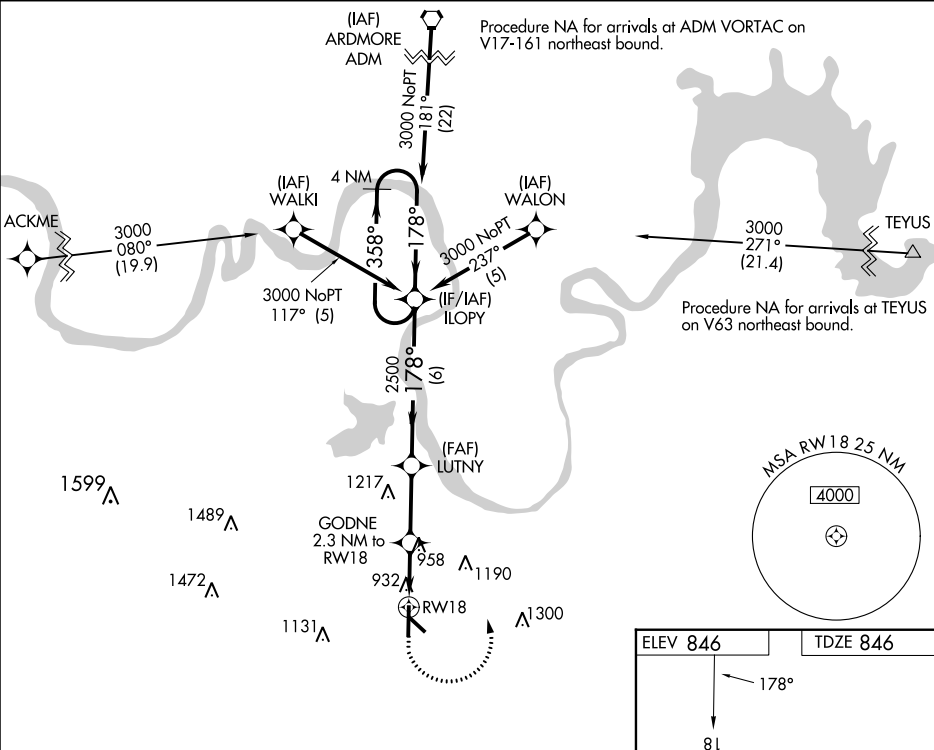 (IAF)
ARDMORE
ADM
Procedure NA for arrivals at ADM VORTAC on
V17-161 northeast bound.
3000 NoPT
181°
(22)
4 NM
(IAF)
WALKI
(IAF)
WALON
ACKME
3000
080°
(19.9)
358°
178°
3000 NoPT
237°
(5)
3000
271°
(21.4)
TEYUS
3000 NoPT
117° (5)
(IF/IAF)
ILOPY
Procedure NA for arrivals at TEYUS
on V63 northeast bound.
2500
178°
(6)
(FAF)
LUTNY
MSA RW18 25 NM
4000
1599
1217
1489
GODNE
2.3 NM to
RW18
958
1190
1472
932
RW18
1131
1300
ELEV 846
TDZE 846
178°
18